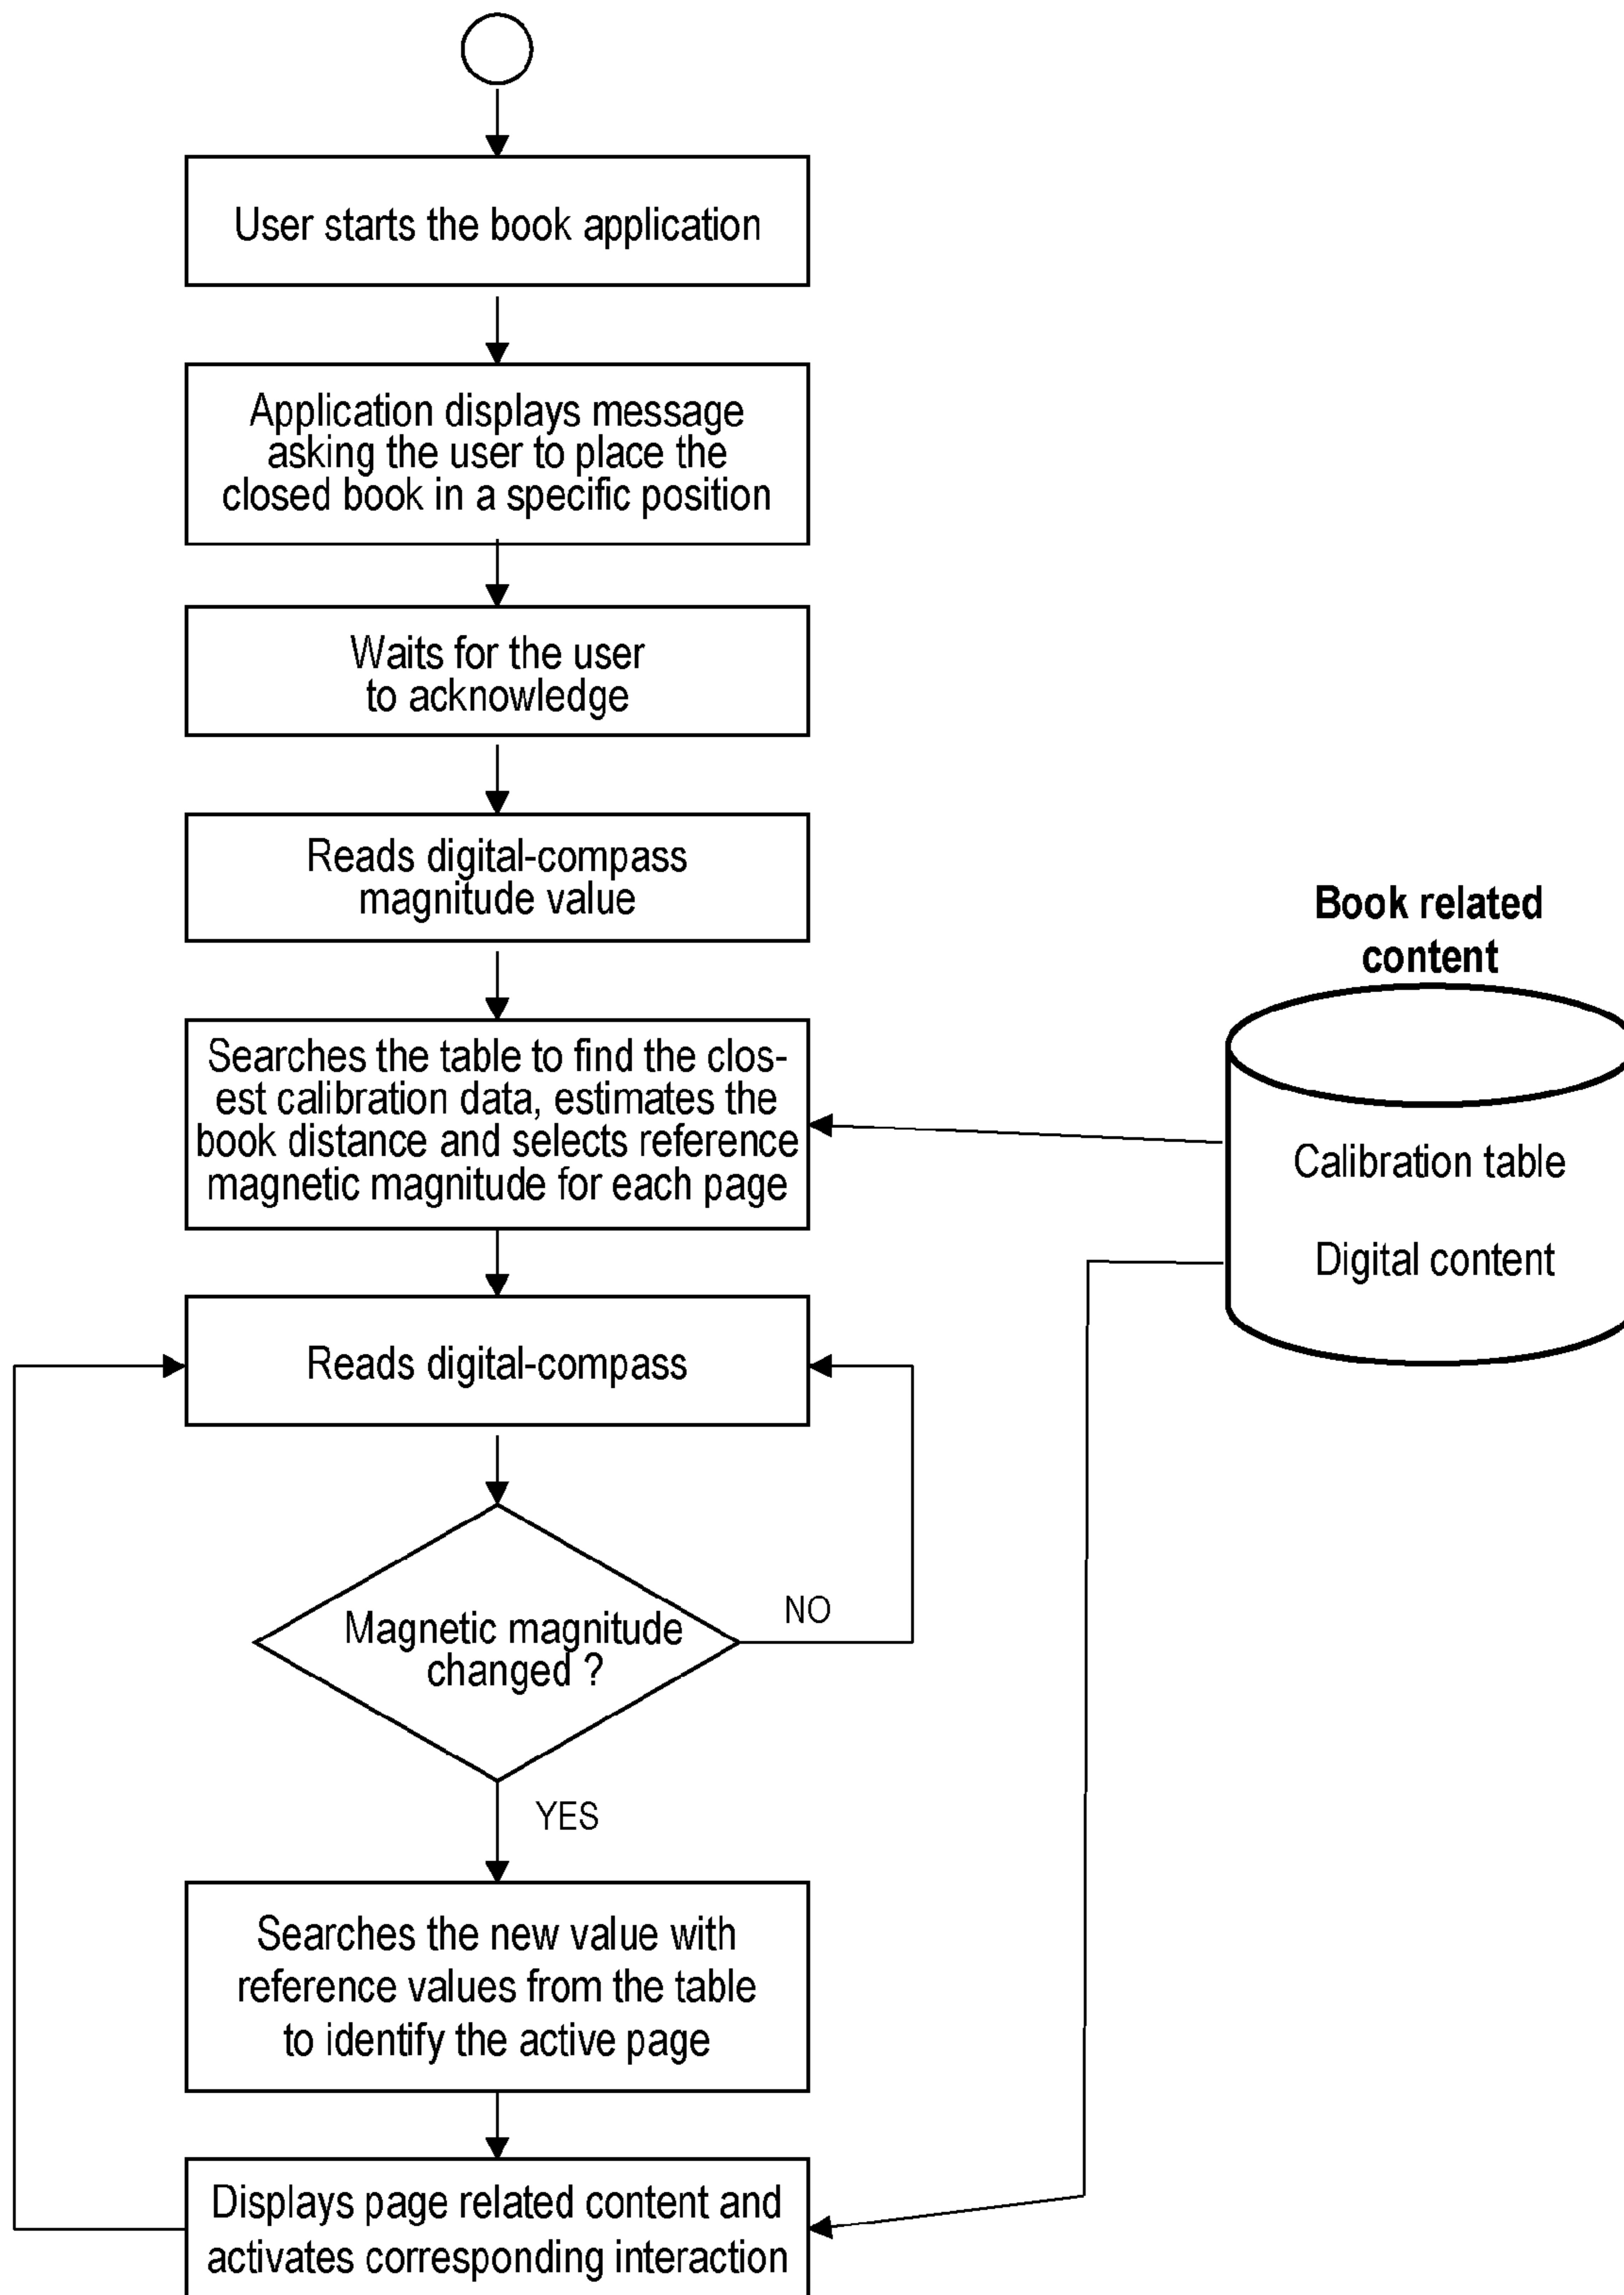 User starts the book application
Application displays message
asking the user to place the
closed book in a specific position
Waits for the user
to acknowledge
Reads digital-compass
magnitude value
Book related
content
Searches the table to find the clos-
est calibration data, estimates the
book distance and selects reference
magnetic magnitude for each page
Calibration table
Digital content
Reads digital-compass
Magnetic magnitude
changed ?
NO
YES
Searches the new value with
reference values from the table
to identify the active page
Displays page related content and
activates corresponding interaction